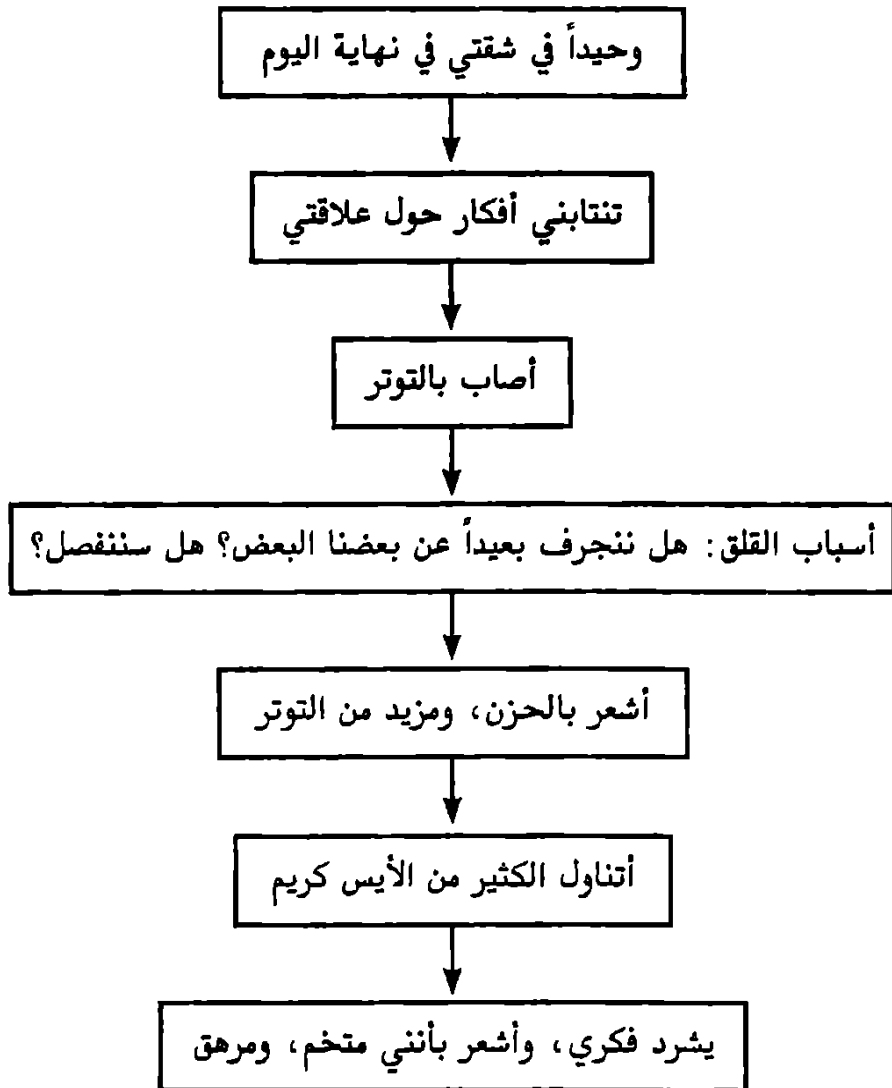 وحيداً في شقتي في نهاية اليوم
تنتابني أفكار حول علاقتي
أصاب بالتوتر
أسباب القلق: هل ننجرف بعيداً عن بعضنا البعض؟ هل سننفصل؟
أشعر بالحزن، ومزيد من التوتر
أتناول الكثير من الأيس كريم
يشرد فكري، وأشعر بأنني متخم، ومرهق